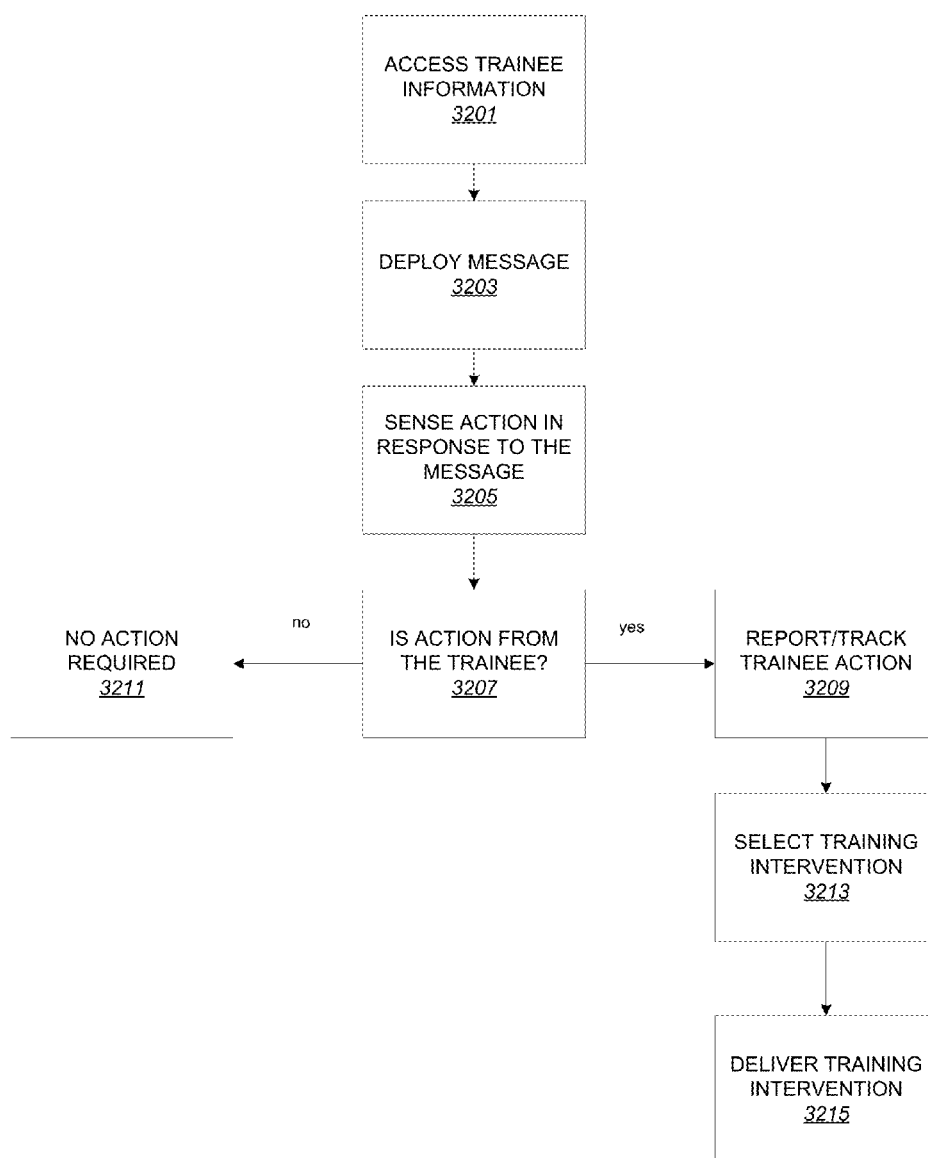 ACCESS TRAINEE
INFORMATION
3201
DEPLOY MESSAGE
3203
SENSE ACTION IN
RESPONSE TO THE
MESSAGE
3205
NO ACTION
REQUIRED
3211
no
IS ACTION FROM
THE TRAINEE?
3207
yes
REPORT/TRACK
TRAINEE ACTION
3209
SELECT TRAINING
INTERVENTION
3213
DELIVER TRAINING
INTERVENTION
3215